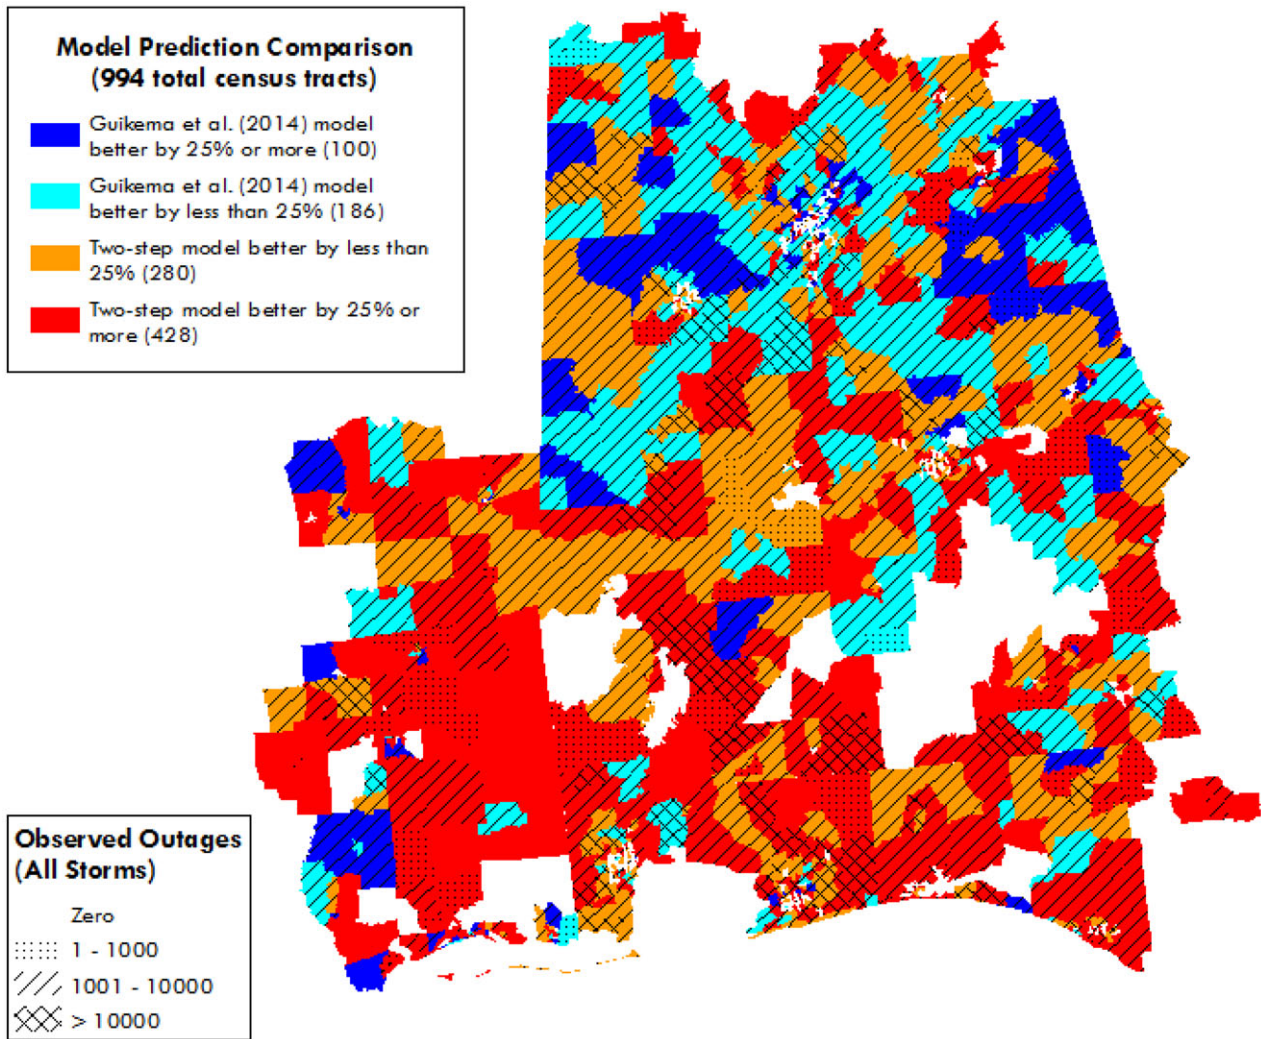 Model Prediction Comparison
(994 total census tracts)
Guikema et al. (2014) model
better by 25% or more (100)
Guikema et al. (2014) model
better by less than 25% (186)
Two-step model better by less than
25% (280)
Two-step model better by 25% or
more (428)
Observed Outages
(All Storms)
Zero
1 - 1000
1001 - 10000
> 10000